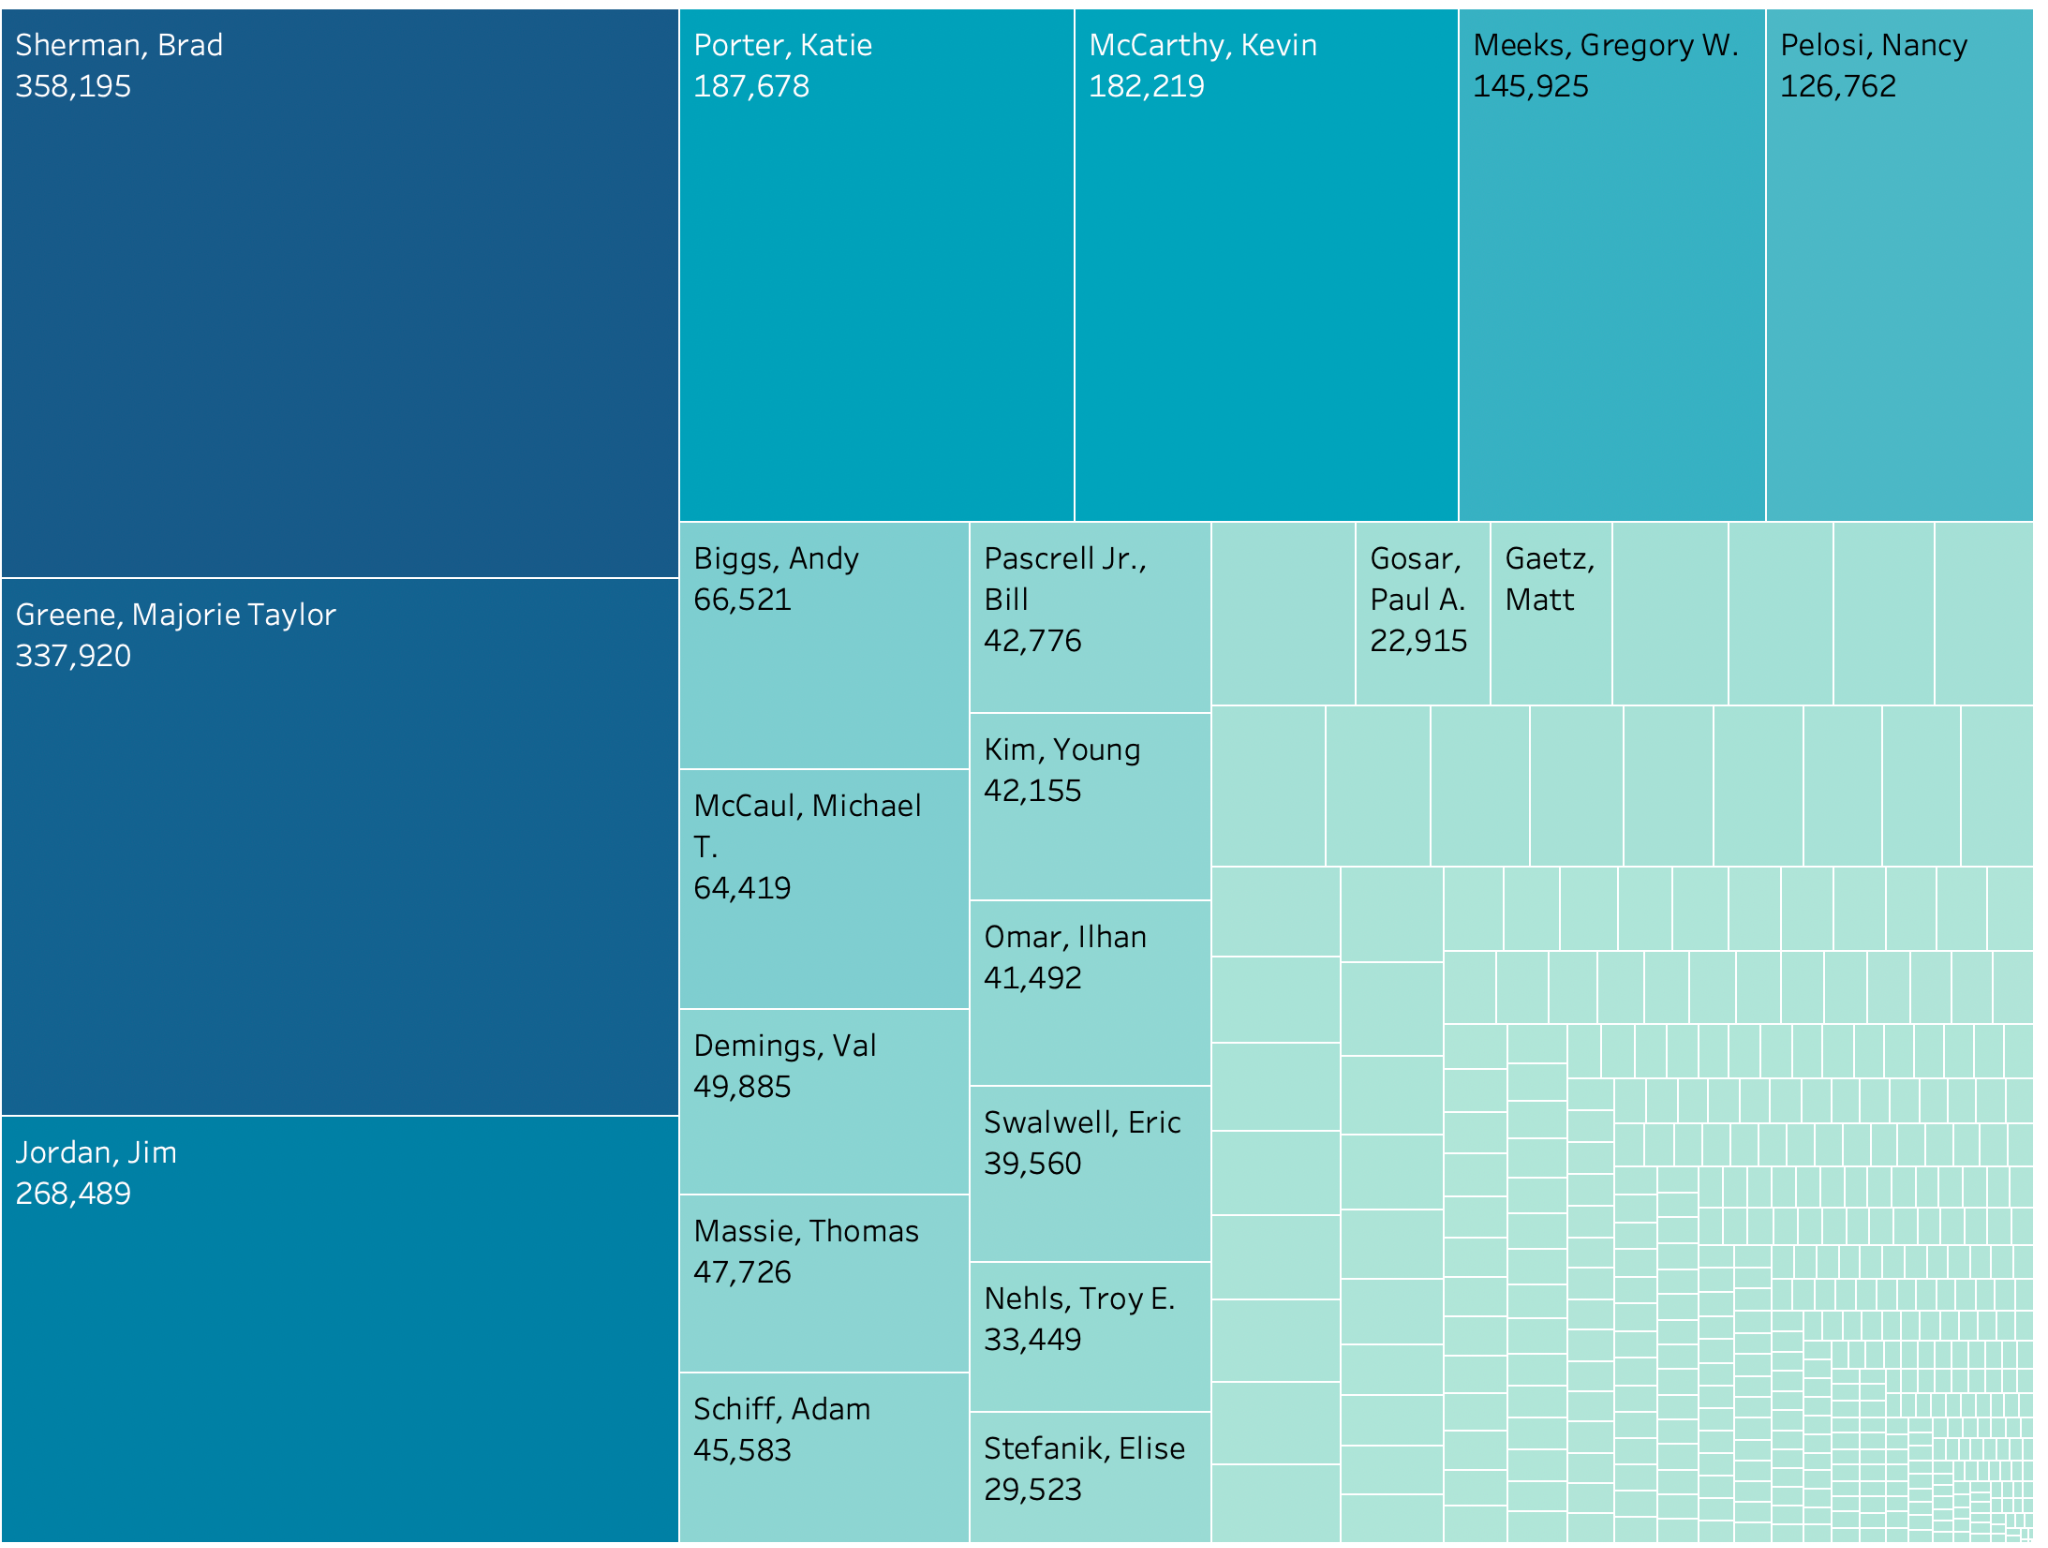 Sherman, Brad
358,195
Greene, Majorie Taylor
337,920
Jordan, Jim
268,489
Porter, Katie
187,678
McCarthy, Kevin
182,219
Meeks, Gregory W.
145,925
Pelosi, Nancy
126,762
Biggs, Andy
66,521
McCaul, Michael
T.
64,419
Demings, Val
49,885
Massie, Thomas
47,726
Schiff, Adam
45,583
Pascrell Jr.,
Bill
42,776
Kim, Young
42,155
Omar, Ilhan
41,492
Swalwell, Eric
39,560
Nehls, Troy E.
33,449
Stefanik, Elise
29,523
Gosar,
Paul A.
22,915
Gaetz,
Matt